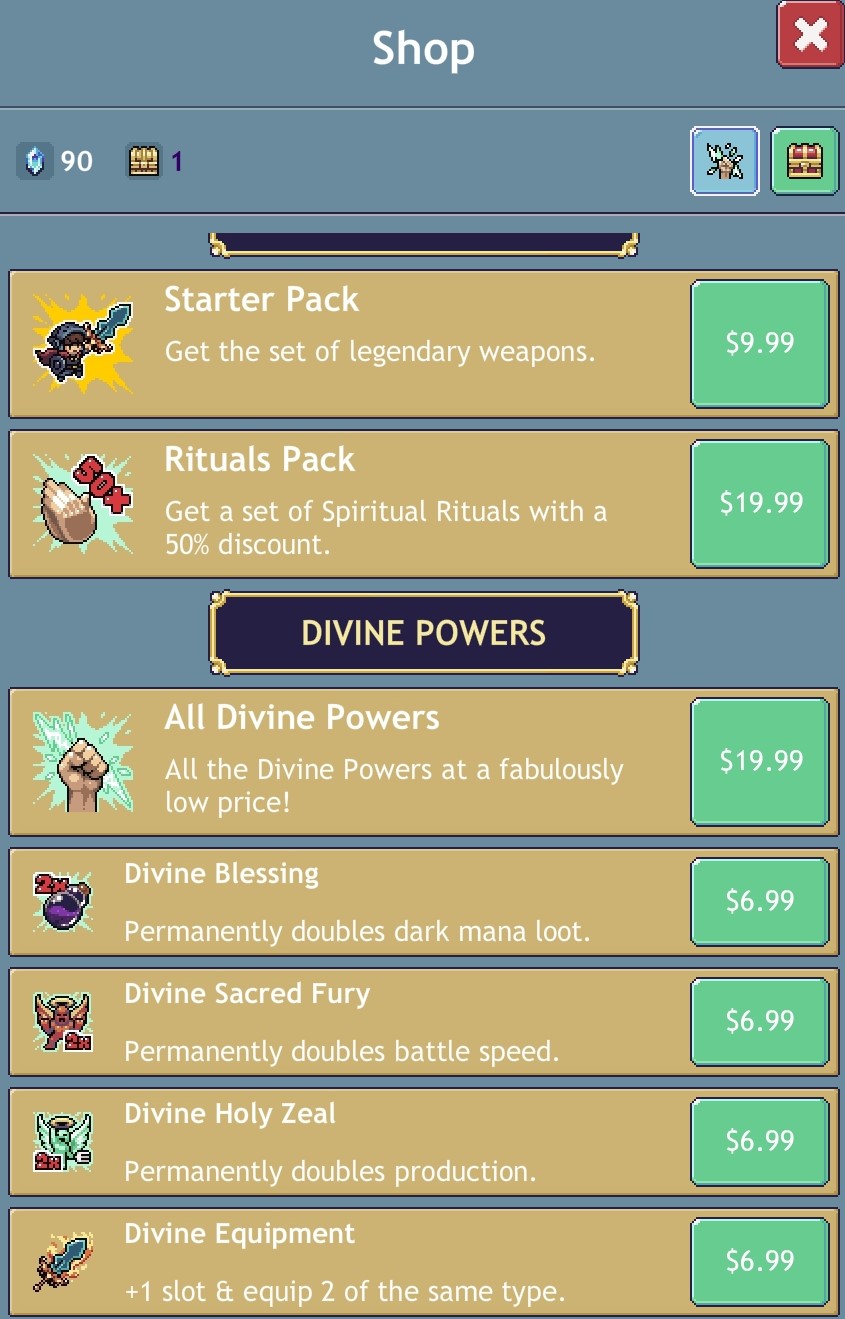 Shop
90
1
Starter Pack
Get the set of legendary weapons.
$9.99
50%
Rituals Pack
Get a set of Spiritual Rituals with a
50% discount.
$19.99
DIVINE POWERS
All Divine Powers
All the Divine Powers at a fabulously
low price!
$19.99
2x
Divine Blessing
Permanently doubles dark mana loot.
$6.99
2x
Divine Sacred Fury
Permanently doubles battle speed.
$6.99
2x
Divine Holy Zeal
Permanently doubles production.
$6.99
Divine Equipment
+1 slot & equip 2 of the same type.
$6.99